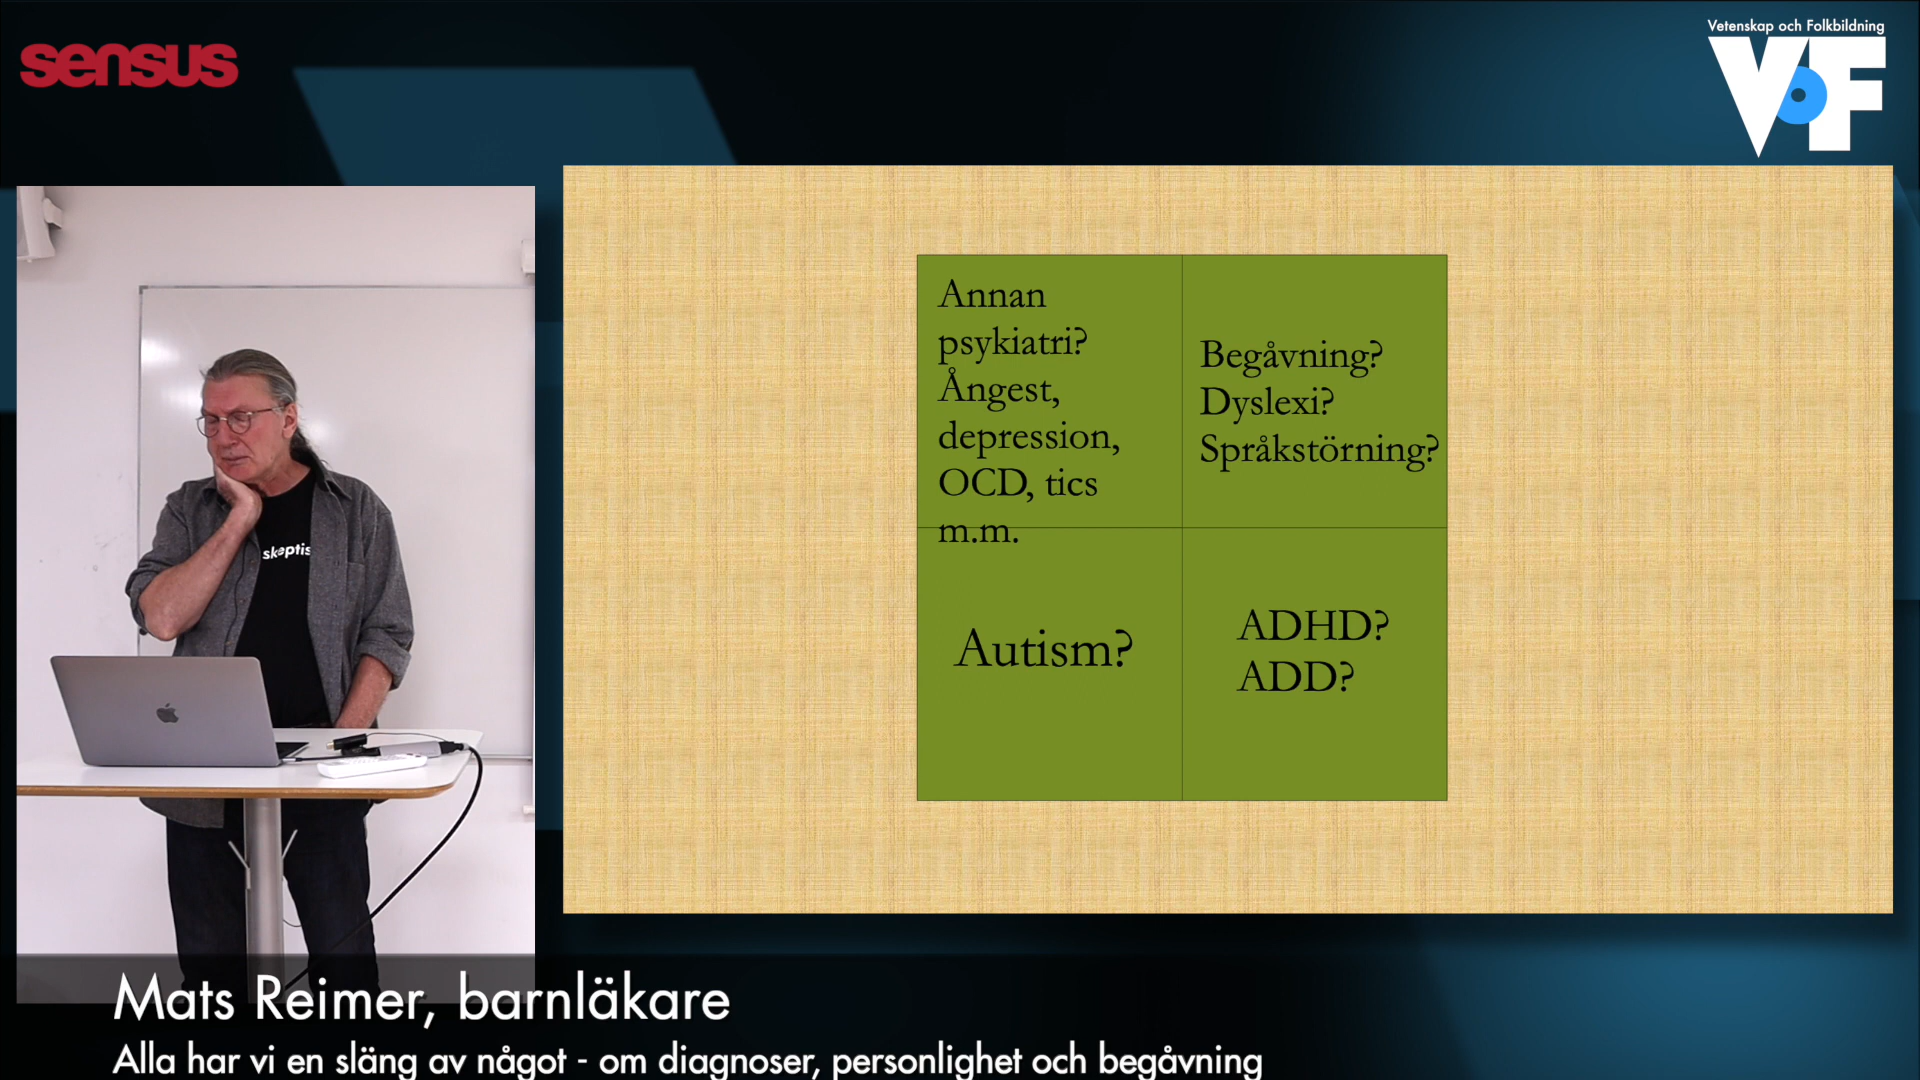 sensus
Vetenskap och Folkbildning
VoF
Annan
psykiatri?
Ångest,
depression,
OCD, tics
m.m.
Begåvning?
Dyslexi?
Språkstörning?
Autism?
ADHD?
ADD?
skeptis
Mats Reimer, barnläkare
Alla har vi en släng av något - om diagnoser, personlighet och begåvning